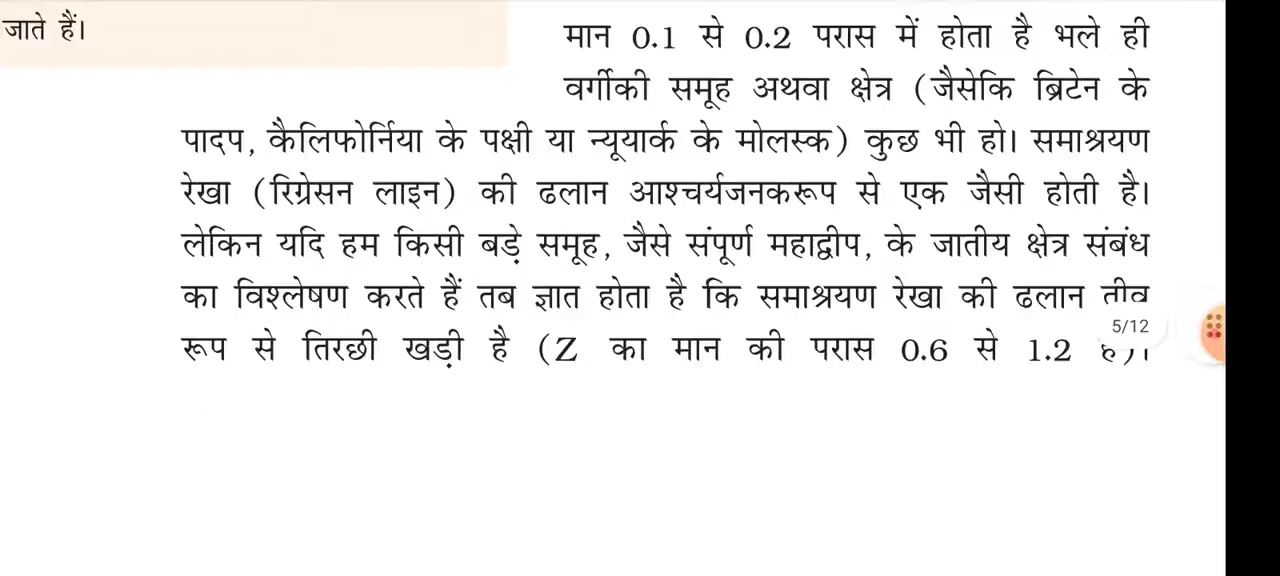 जाते हैं।
मान 0.1 से 0.2 परास में होता है भले ही
वर्गीकी समूह अथवा क्षेत्र (जैसेकि ब्रिटेन के
पादप, कैलिफोर्निया के पक्षी या न्यूयार्क के मोलस्क) कुछ भी हो। समाश्रयण
रेखा (रिग्रेसन लाइन) की ढलान आश्चर्यजनकरूप से एक जैसी होती है।
लेकिन यदि हम किसी बड़े समूह, जैसे संपूर्ण महाद्वीप, के जातीय क्षेत्र संबंध
का विश्लेषण करते हैं तब ज्ञात होता है कि समाश्रयण रेखा की ढलान तीव्र
रूप से तिरछी खड़ी है (Z का मान की परास 0.6 से 1.2 है)।
5/12